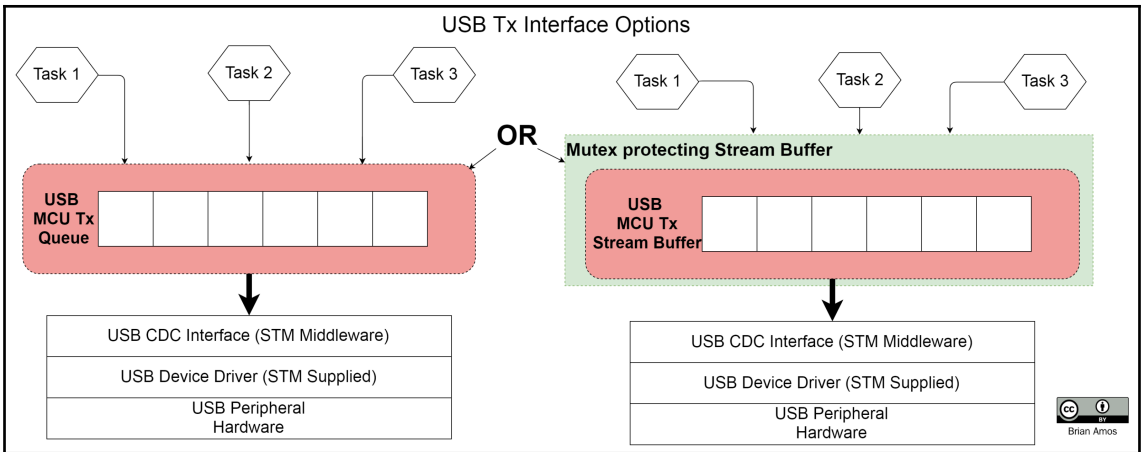 USB Tx Interface Options
Task 1
Task 2
Task 3
USB
MCU Tx
Queue
USB CDC Interface (STM Middleware)
USB Device Driver (STM Supplied)
USB Peripheral
Hardware
OR
Task 1
Task 2
Task 3
Mutex protecting Stream Buffer
USB
MCU Tx
Stream Buffer
USB CDC Interface (STM Middleware)
USB Device Driver (STM Supplied)
USB Peripheral
Hardware
cc
BY
Brian Amos